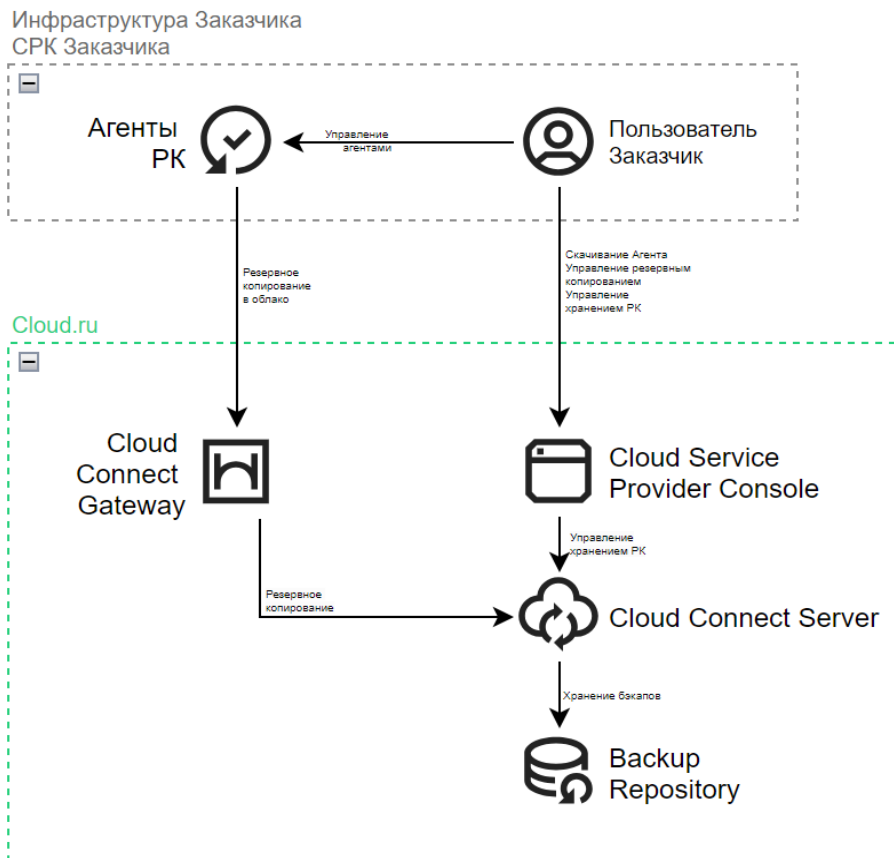 Инфраструктура Заказчика
СРК Заказчика
Агенты
РК
Управление
агентами
Пользователь
Заказчик
Резервное
копирование
в облако
Скачивание Агента
Управление резервным
копированием
Управление
хранением РК
Cloud.ru
Cloud
Connect
Gateway
Cloud Service
Provider Console
Управление
хранением РК
Резервное
копирование
Cloud Connect Server
Хранение бэкапов
Backup
Repository